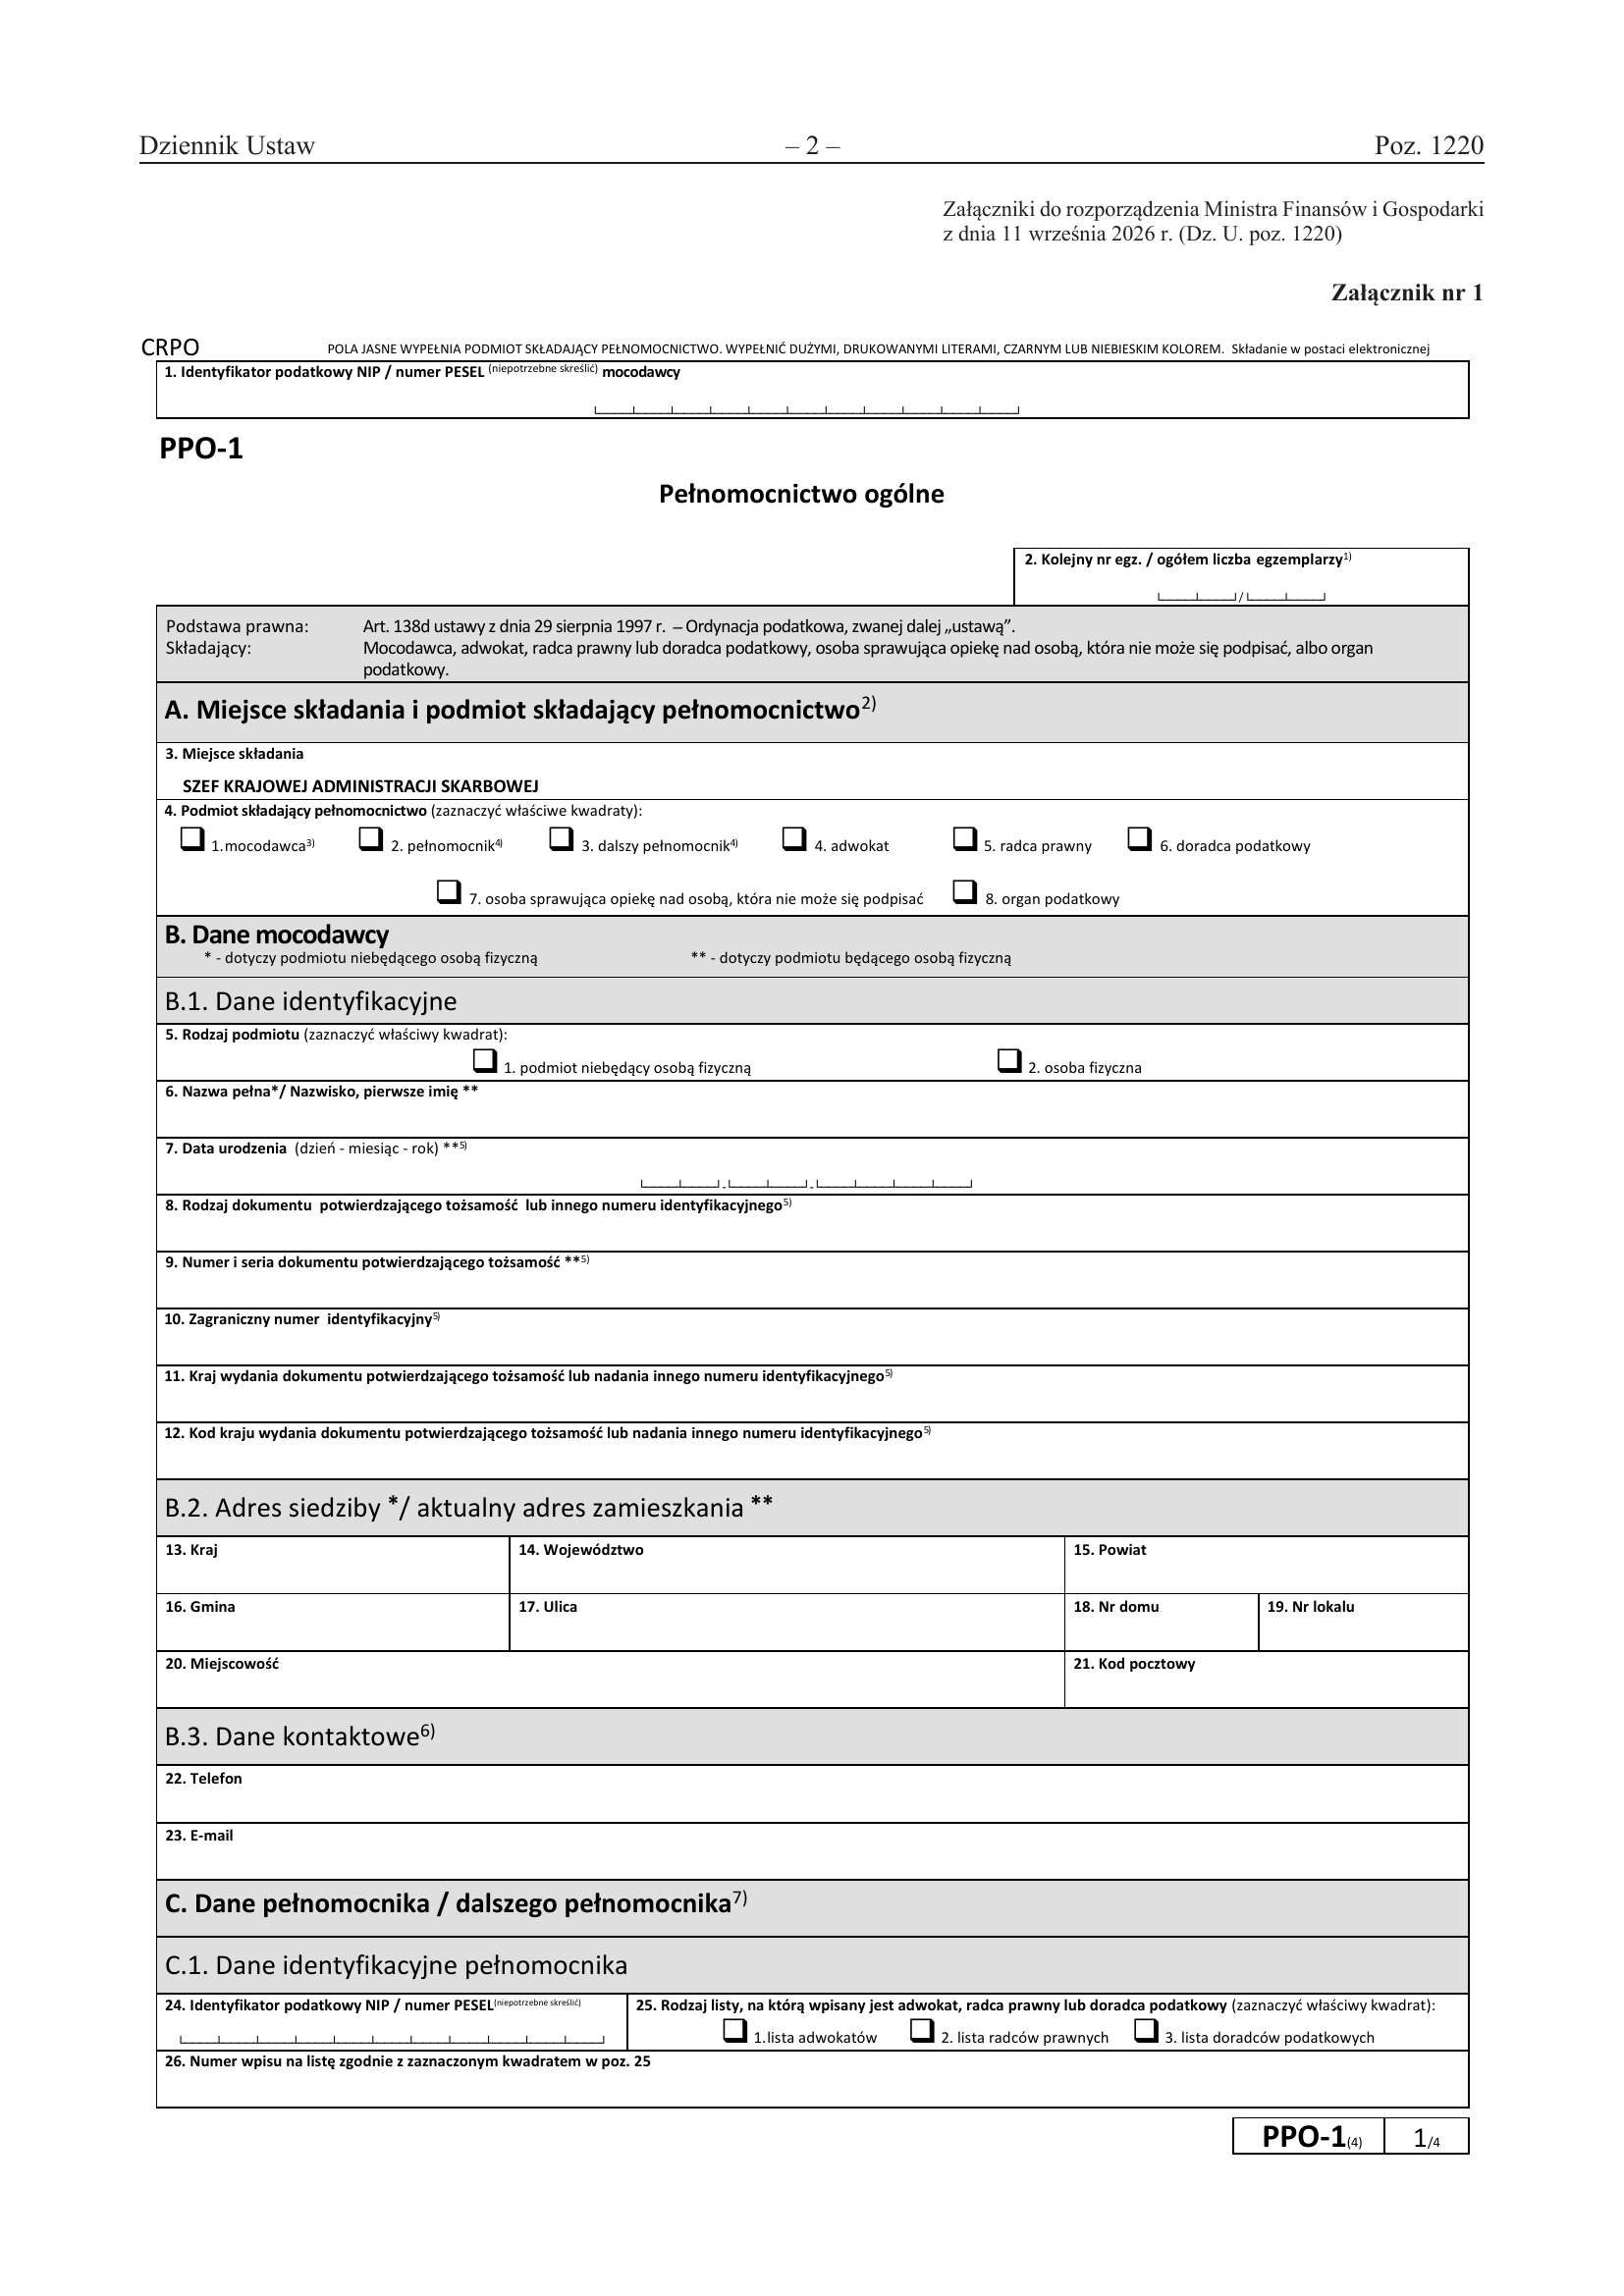 Dziennik Ustaw – 2 – Poz. 1220
Załączniki do rozporządzenia Ministra Finansów i Gospodarki
z dnia 11 września 2026 r. (Dz. U. poz. 1220)
Załącznik nr 1
CRPO POLA JASNE WYPEŁNIA PODMIOT SKŁADAJĄCY PEŁNOMOCNICTWO. WYPEŁNIĆ DUŻYMI, DRUKOWANYMI LITERAMI, CZARNYM LUB NIEBIESKIM KOLOREM. Składanie w postaci elektronicznej
1. Identyfikator podatkowy NIP / numer PESEL (niepotrzebne skreślić) mocodawcy
PPO-1
Pełnomocnictwo ogólne
2. Kolejny nr egz. / ogółem liczba egzemplarzy1)
/
Podstawa prawna: Art. 138d ustawy z dnia 29 sierpnia 1997 r. – Ordynacja podatkowa, zwanej dalej „ustawą”.
Składający: Mocodawca, adwokat, radca prawny lub doradca podatkowy, osoba sprawująca opiekę nad osobą, która nie może się podpisać, albo organ
podatkowy.
A. Miejsce składania i podmiot składający pełnomocnictwo2)
3. Miejsce składania
SZEF KRAJOWEJ ADMINISTRACJI SKARBOWEJ
4. Podmiot składający pełnomocnictwo (zaznaczyć właściwe kwadraty):
1.mocodawca3) 2. pełnomocnik4) 3. dalszy pełnomocnik4) 4. adwokat 5. radca prawny 6. doradca podatkowy
7. osoba sprawująca opiekę nad osobą, która nie może się podpisać 8. organ podatkowy
B. Dane mocodawcy
* - dotyczy podmiotu niebędącego osobą fizyczną ** - dotyczy podmiotu będącego osobą fizyczną
B.1. Dane identyfikacyjne
5. Rodzaj podmiotu (zaznaczyć właściwy kwadrat):
1. podmiot niebędący osobą fizyczną 2. osoba fizyczna
6. Nazwa pełna*/ Nazwisko, pierwsze imię **
7. Data urodzenia (dzień - miesiąc - rok) **5)
- -
8. Rodzaj dokumentu potwierdzającego tożsamość lub innego numeru identyfikacyjnego5)
9. Numer i seria dokumentu potwierdzającego tożsamość **5)
10. Zagraniczny numer identyfikacyjny5)
11. Kraj wydania dokumentu potwierdzającego tożsamość lub nadania innego numeru identyfikacyjnego5)
12. Kod kraju wydania dokumentu potwierdzającego tożsamość lub nadania innego numeru identyfikacyjnego5)
B.2. Adres siedziby */ aktualny adres zamieszkania **
13. Kraj 14. Województwo 15. Powiat
16. Gmina 17. Ulica 18. Nr domu 19. Nr lokalu
20. Miejscowość 21. Kod pocztowy
B.3. Dane kontaktowe6)
22. Telefon
23. E-mail
C. Dane pełnomocnika / dalszego pełnomocnika7)
C.1. Dane identyfikacyjne pełnomocnika
24. Identyfikator podatkowy NIP / numer PESEL(niepotrzebne skreślić) 25. Rodzaj listy, na którą wpisany jest adwokat, radca prawny lub doradca podatkowy (zaznaczyć właściwy kwadrat):
1.lista adwokatów 2. lista radców prawnych 3. lista doradców podatkowych
26. Numer wpisu na listę zgodnie z zaznaczonym kwadratem w poz. 25
PPO-1(4) 1/4